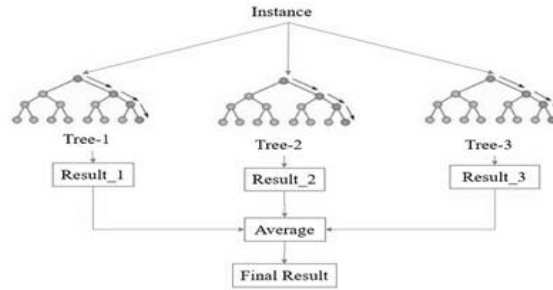 Instance
Tree-1 Tree-2 Tree-3
Result_1 Result_2 Result_3
Average
Final Result